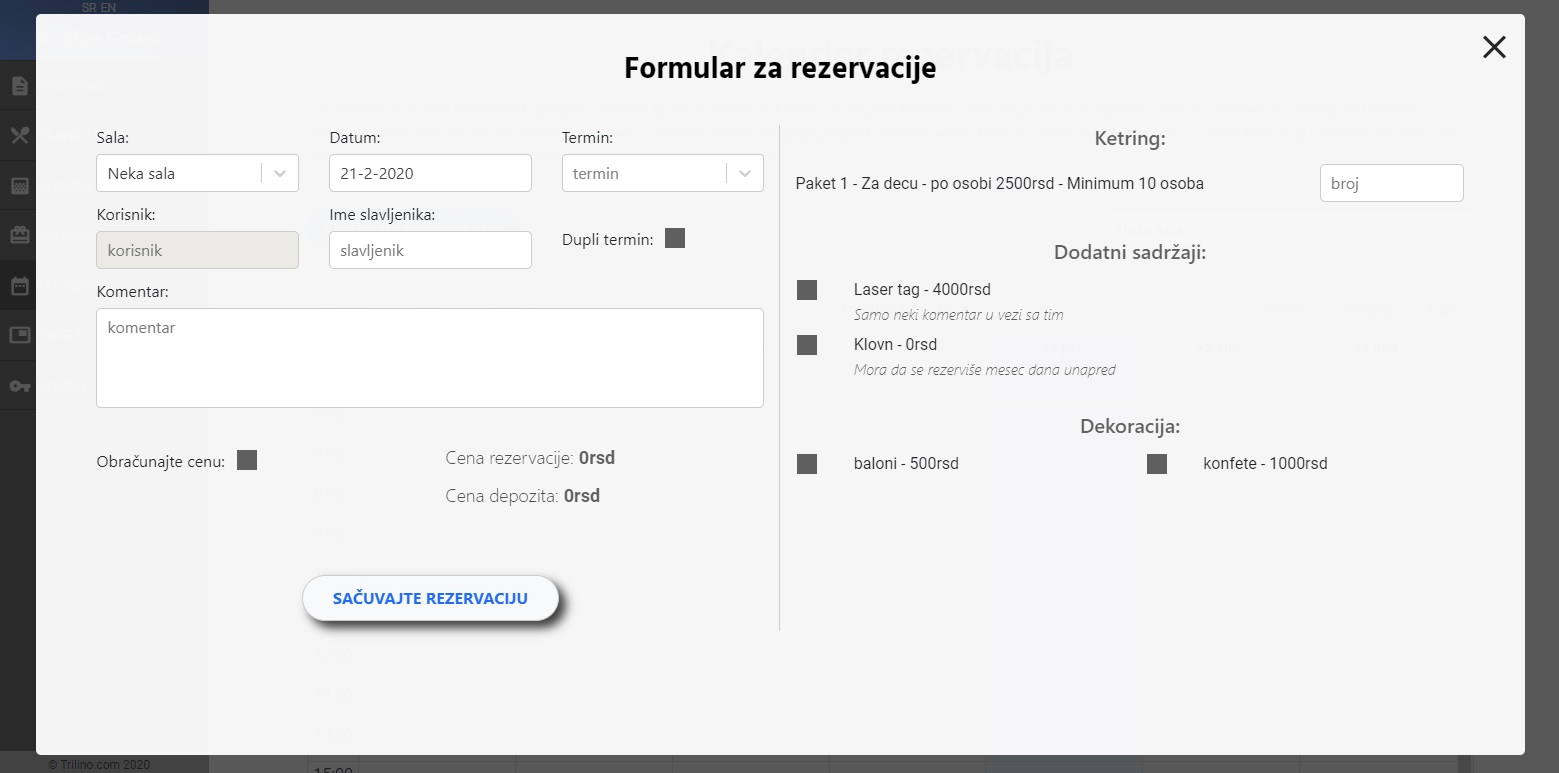 SR EN
Kalendar rezervacija
Formular za rezervacije
Sala:
Neka sala
Datum:
21-2-2020
Termin:
termin
Korisnik:
korisnik
Ime slavljenika:
slavljenik
Dupli termin:
Komentar:
komentar
Obračunajte cenu:
Cena rezervacije: 0rsd
Cena depozita: 0rsd
SAČUVAJTE REZERVACIJU
Ketring:
Paket 1 - Za decu - po osobi 2500rsd - Minimum 10 osoba
broj
Dodatni sadržaji:
Laser tag - 4000rsd
Samo neki komentar u vezi sa tim
Klovn - 0rsd
Mora da se rezerviše mesec dana unapred
Dekoracija:
baloni - 500rsd
konfete - 1000rsd
© Trilino.com 2020
15:00